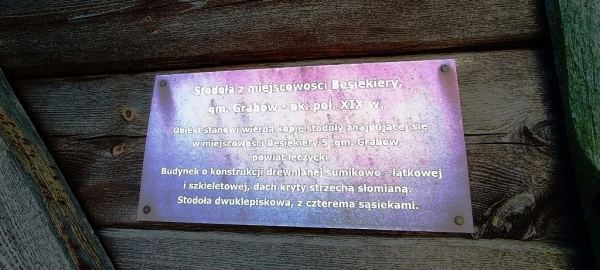 Stodoła z miejscowości Besiekiery,
gm. Grabów - ok. poł. XIX w.
Obiekt stanowi wierną kopię stodoły znajdującej się
w miejscowości Besiekiery 5, gm. Grabów,
powiat łęczycki.
Budynek o konstrukcji drewnianej sumikowo - łątkowej
i szkieletowej, dach kryty strzechą słomianą.
Stodoła dwuklepiskowa, z czterema sąsiekami.